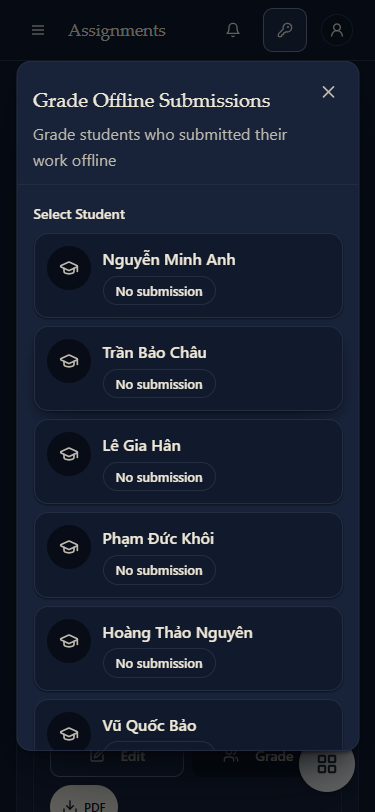 Assignments
Grade Offline Submissions
Grade students who submitted their
work offline
Select Student
Nguyễn Minh Anh
No submission
Trần Bảo Châu
No submission
Lê Gia Hân
No submission
Phạm Đức Khôi
No submission
Hoàng Thảo Nguyên
No submission
Vũ Quốc Bảo
Edit
Grade
PDF